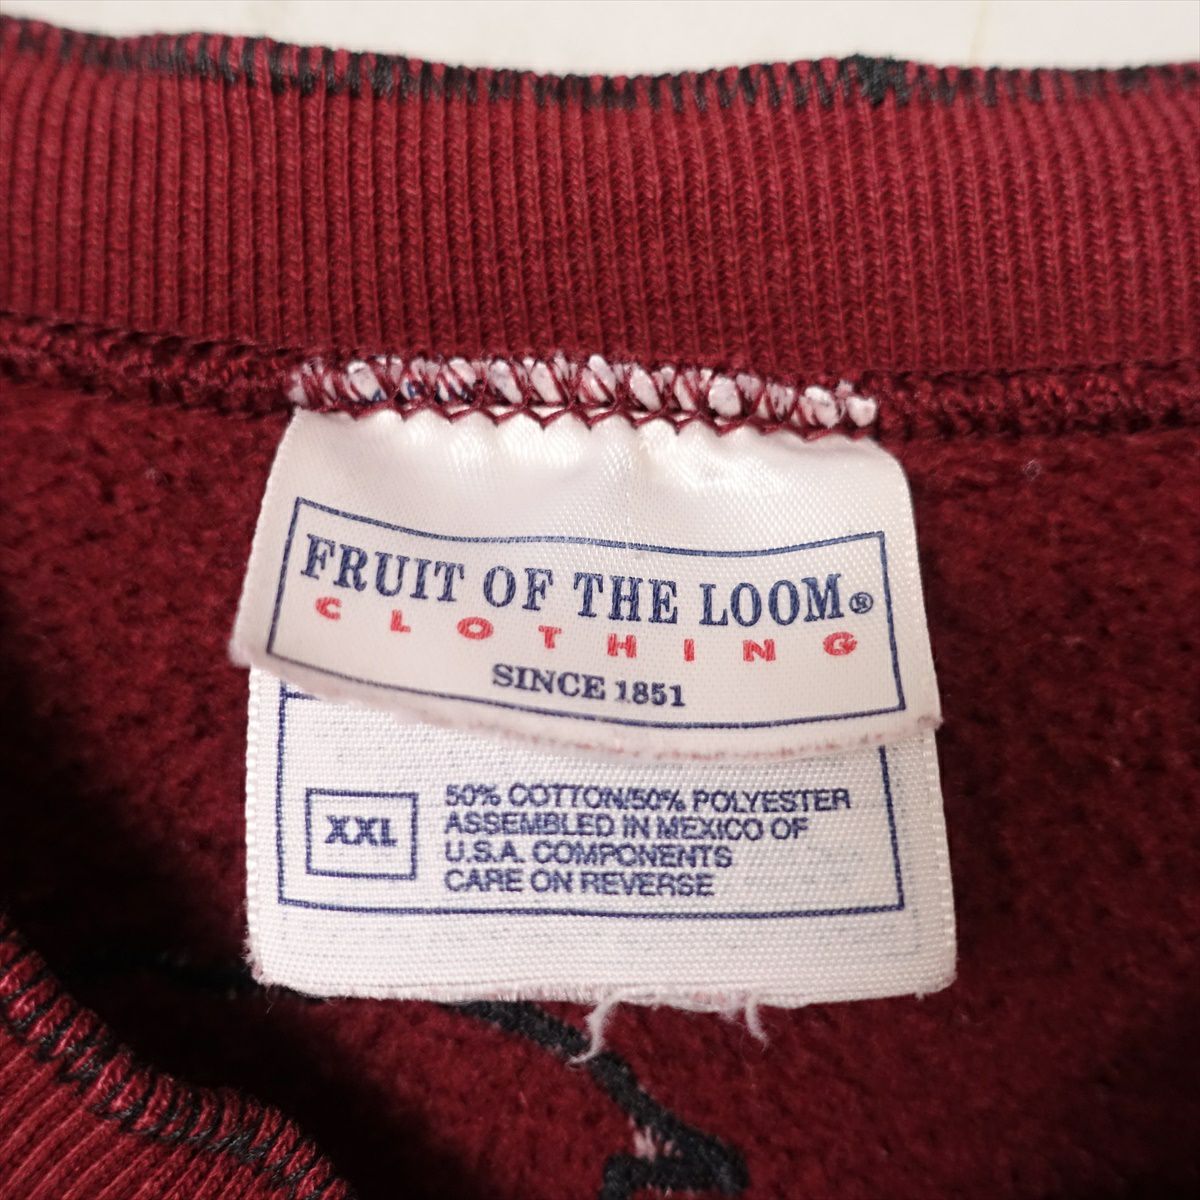 FRUIT OF THE LOOM®
CLOTHING
SINCE 1851
XXL
50% COTTON/50% POLYESTER
ASSEMBLED IN MEXICO OF
U.S.A. COMPONENTS
CARE ON REVERSE